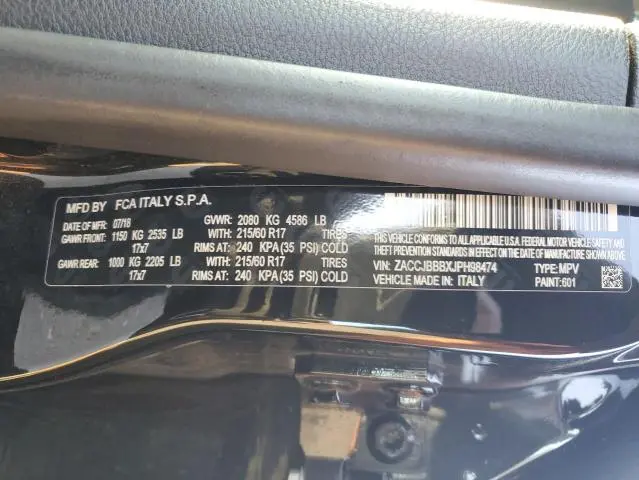 MFD BY FCA ITALY S.P.A.
DATE OF MFR 07/18 GVWR: 2080 KG 4586 LB
GAWR FRONT: 1150 KG 2535 LB WITH: 215/60 R17 TIRES
17x7 RIMS AT: 240 KPA(35 PSI) COLD
GAWR REAR: 1000 KG 2205 LB WITH: 215/60 R17 TIRES
17x7 RIMS AT: 240 KPA (35 PSI) COLD
THIS VEHICLE CONFORMS TO ALL APPLICABLE U.S.A. FEDERAL MOTOR VEHICLE SAFETY AND
THEFT PREVENTION STANDARDS IN EFFECT ON THE DATE OF MANUFACTURE SHOWN ABOVE.
VIN: ZACCJBBBXJPH98474 TYPE: MPV
VEHICLE MADE IN: ITALY PAINT: 601